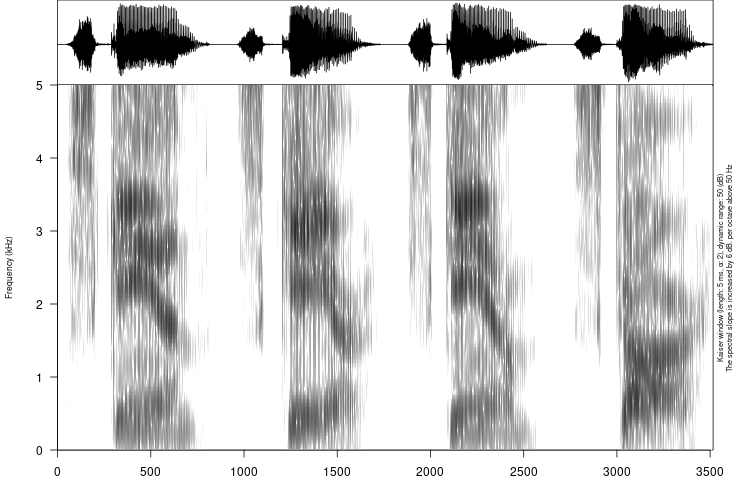 5
4
3
2
1
0
Frequency (kHz)
0 500 1000 1500 2000 2500 3000 3500
Kaiser window (length: 5 ms, α: 2), dynamic range: 50 (dB)
The spectral slope is increased by 6 dB. per octave above 50 Hz